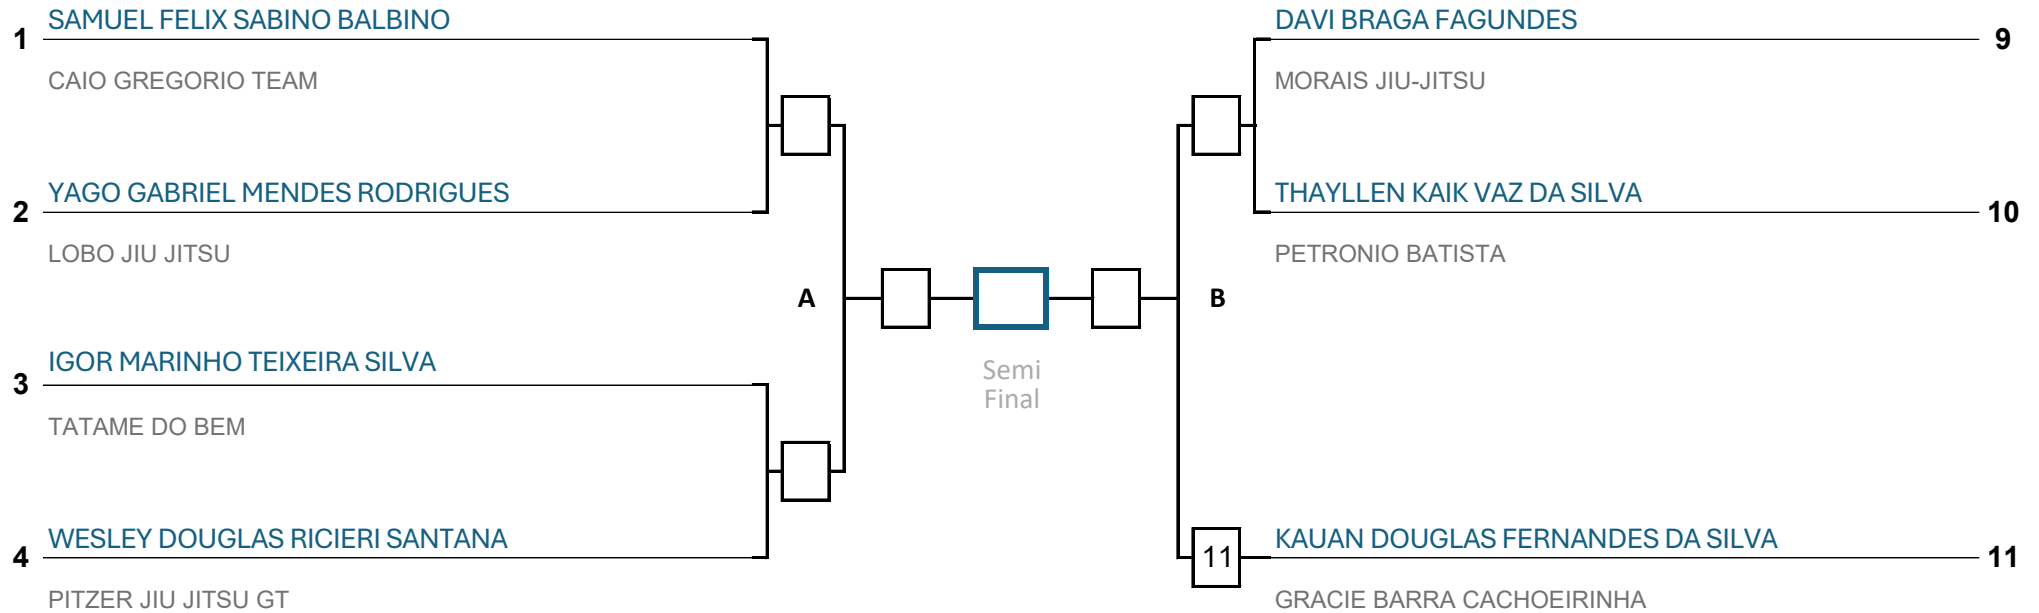 SAMUEL FELIX SABINO BALBINO
1
CAIO GREGORIO TEAM
YAGO GABRIEL MENDES RODRIGUES
2
LOBO JIU JITSU
A
IGOR MARINHO TEIXEIRA SILVA
3
TATAME DO BEM
WESLEY DOUGLAS RICIERI SANTANA
4
PITZER JIU JITSU GT
Semi
Final
DAVI BRAGA FAGUNDES
9
MORAIS JIU-JITSU
THAYLLEN KAIK VAZ DA SILVA
10
PETRONIO BATISTA
B
11
KAUAN DOUGLAS FERNANDES DA SILVA
11
GRACIE BARRA CACHOEIRINHA